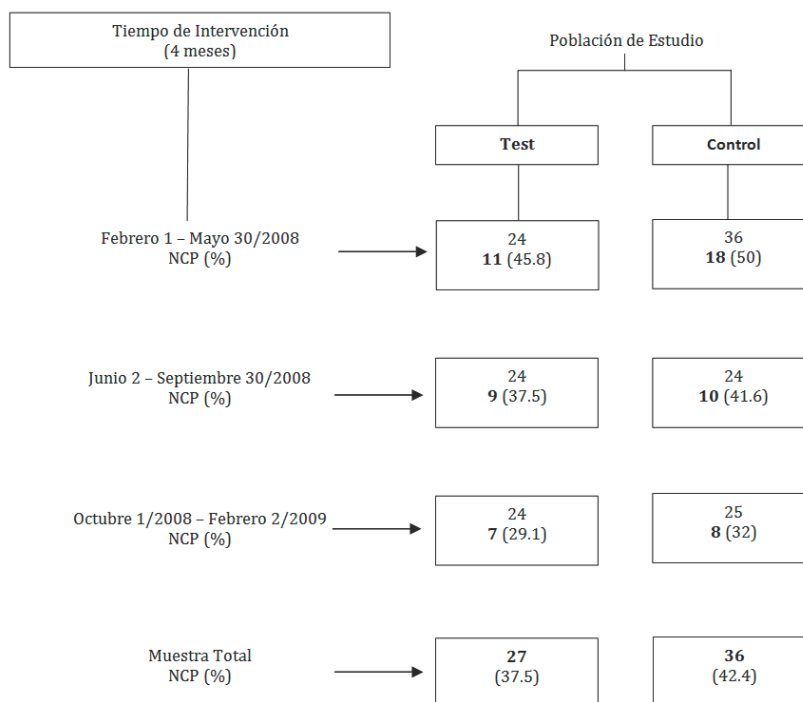 Tiempo de Intervención
(4 meses)
Población de Estudio
Test
Control
Febrero 1 – Mayo 30/2008
NCP (%)
24
11 (45.8)
36
18 (50)
Junio 2 – Septiembre 30/2008
NCP (%)
24
9 (37.5)
24
10 (41.6)
Octubre 1/2008 – Febrero 2/2009
NCP (%)
24
7 (29.1)
25
8 (32)
Muestra Total
NCP (%)
27
(37.5)
36
(42.4)